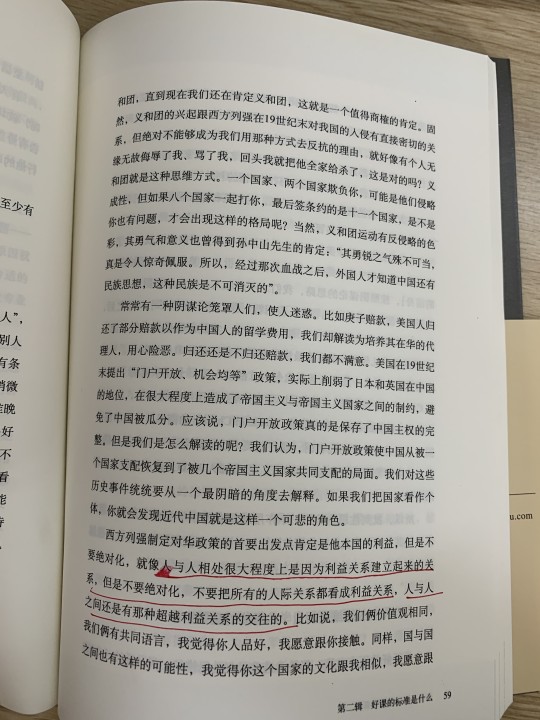 和团，直到现在我们还在肯定义和团，这就是一个值得商榷的肯定。固
然，义和团的兴起跟西方列强在19世纪末对我国的入侵有直接密切的关
系，但绝对不能够成为我们用那种方式去反抗的理由，就好像有个人无
缘无故侮辱了我、骂了我，回头我就把他全家给杀了，这是对的吗？义
和团就是这种思维方式。一个国家、两个国家欺负你，可能是他们侵略
成性，但如果八个国家一起打你，最后签条约的是十一个国家，是不是
你也有问题，才会出现这样的格局呢？当然，义和团运动有反侵略的色
彩，其勇气和意义也曾得到孙中山先生的肯定：“其勇锐之气殊不可当，
真是令人惊奇佩服。所以，经过那次血战之后，外国人才知道中国还有
民族思想，这种民族是不可消灭的”。
常常有一种阴谋论笼罩人们，使人迷惑。比如庚子赔款，美国人归
还了部分赔款以作为中国人的留学费用，我们却解读为培养其在华的代
理人，用心险恶。归还还是不归还赔款，我们都不满意。美国在19世纪
末提出“门户开放、机会均等”政策，实际上削弱了日本和英国在中国
的地位，在很大程度上造成了帝国主义与帝国主义国家之间的制约，避
免了中国被瓜分。应该说，门户开放政策真的是保存了中国主权的完
整，但是我们是怎么解读的呢？我们认为，门户开放政策使中国从被一
个国家支配恢复到了被几个帝国主义国家共同支配的局面。我们对这些
历史事件统统要从一个最阴暗的角度去解释。如果我们把国家看作个
体，你就会发现近代中国就是这样一个可悲的角色。
西方列强制定对华政策的首要出发点肯定是他本国的利益，但是不
要绝对化，就像人与人相处很大程度上是因为利益关系建立起来的关
系，但是不要绝对化，不要把所有的人际关系都看成利益关系，人与人
之间还是有那种超越利益关系的交往的。比如说，我们俩价值观相同，
我们俩有共同语言，我觉得你人品好，我愿意跟你接触。同样，国与国
之间也有这样的可能性，我觉得你这个国家的文化跟我相似，我愿意跟
第二辑 好课的标准是什么 59
至少有
人”，
别人
有条
稍微
唯晚
好
不
看
能
u.com